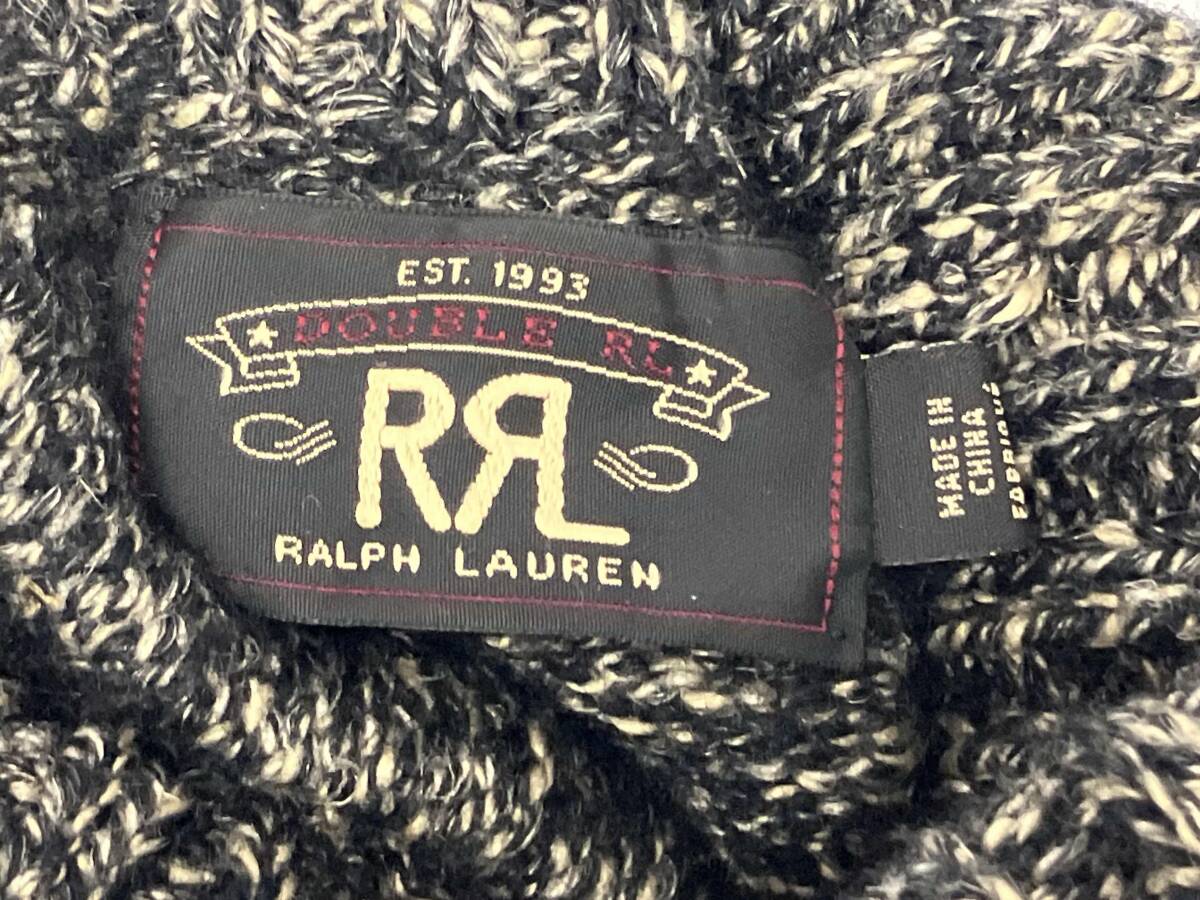 EST. 1993
DOUBLE RL
RRL
RALPH LAUREN
MADE IN
CHINA